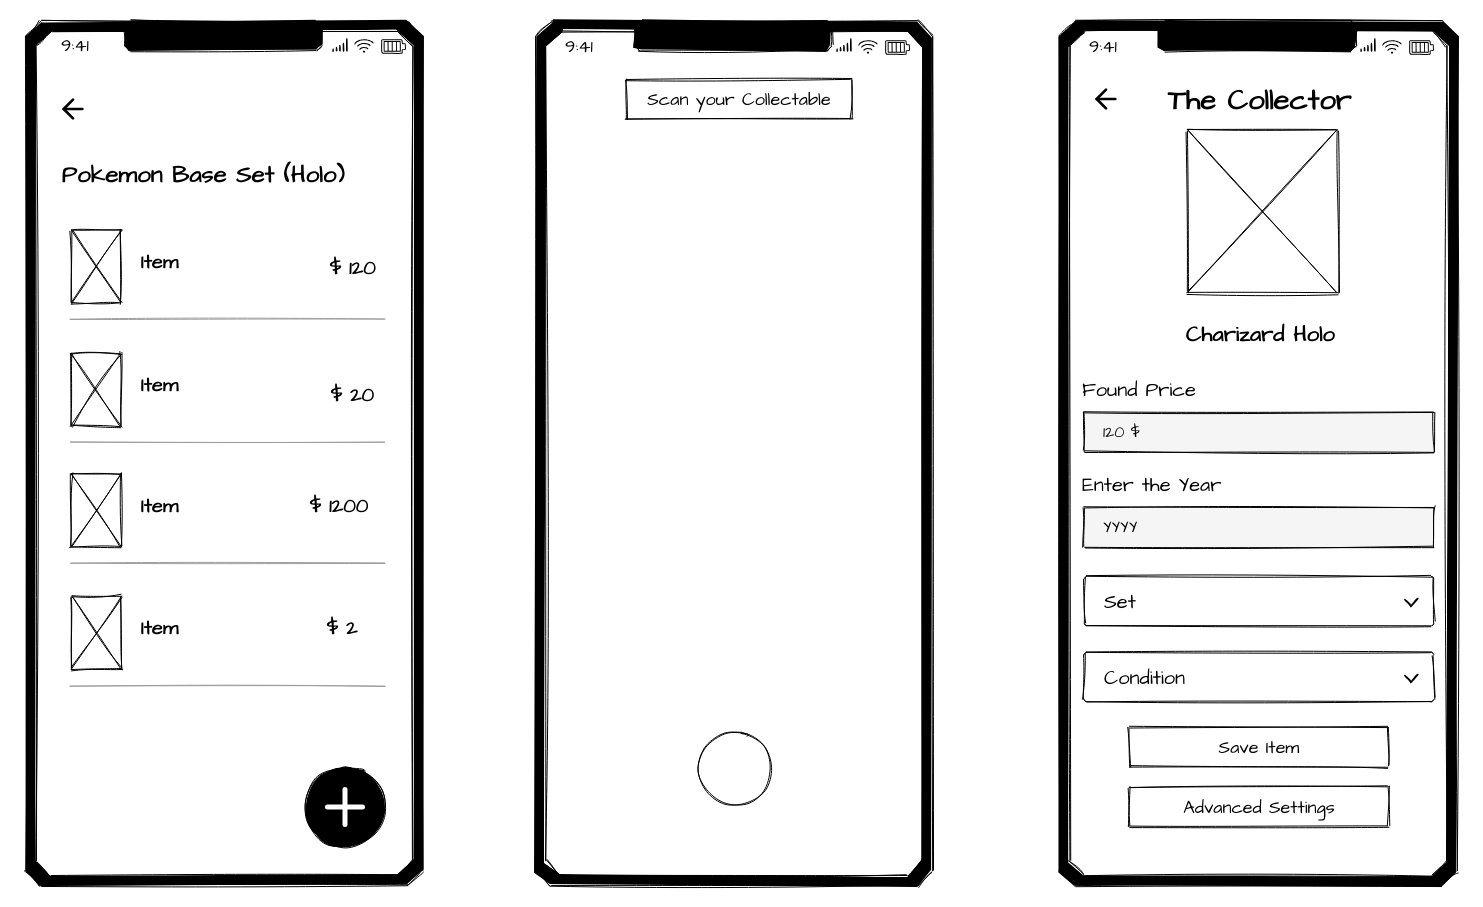 9:41
Pokemon Base Set (Holo)
Item
$ 120
Item
$ 20
Item
$ 1200
Item
$ 2
9:41
Scan your Collectable
9:41
The Collector
Charizard Holo
Found Price
120 $
Enter the Year
YYYY
Set
Condition
Save Item
Advanced Settings